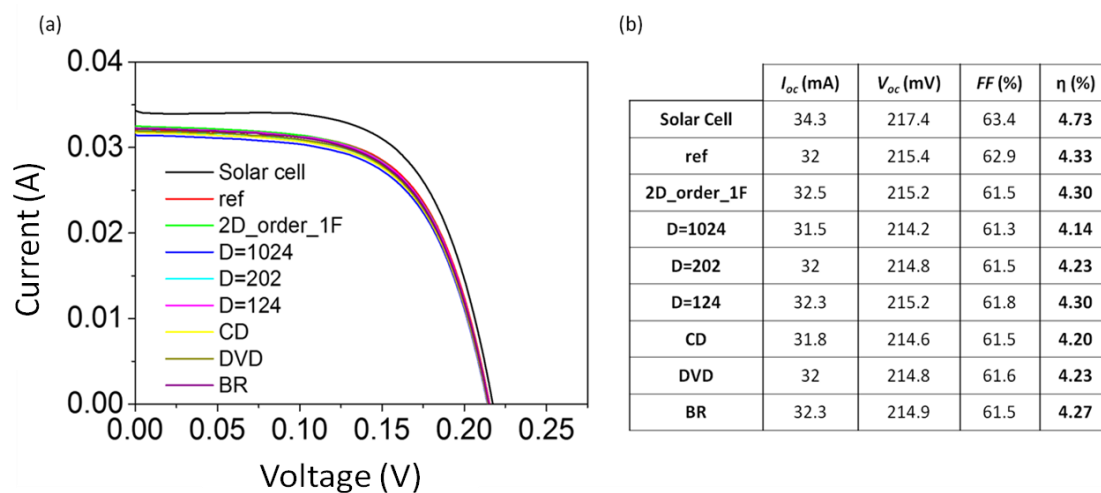 (a)
0.04
0.03
0.02
0.01
0.00
Current (A)
Solar cell
ref
2D_order_1F
D=1024
D=202
D=124
CD
DVD
BR
0.00 0.05 0.10 0.15 0.20 0.25
Voltage (V)
(b)
Ioc (mA) Voc (mV) FF (%) η (%)
Solar Cell 34.3 217.4 63.4 4.73
ref 32 215.4 62.9 4.33
2D_order_1F 32.5 215.2 61.5 4.30
D=1024 31.5 214.2 61.3 4.14
D=202 32 214.8 61.5 4.23
D=124 32.3 215.2 61.8 4.30
CD 31.8 214.6 61.5 4.20
DVD 32 214.8 61.6 4.23
BR 32.3 214.9 61.5 4.27